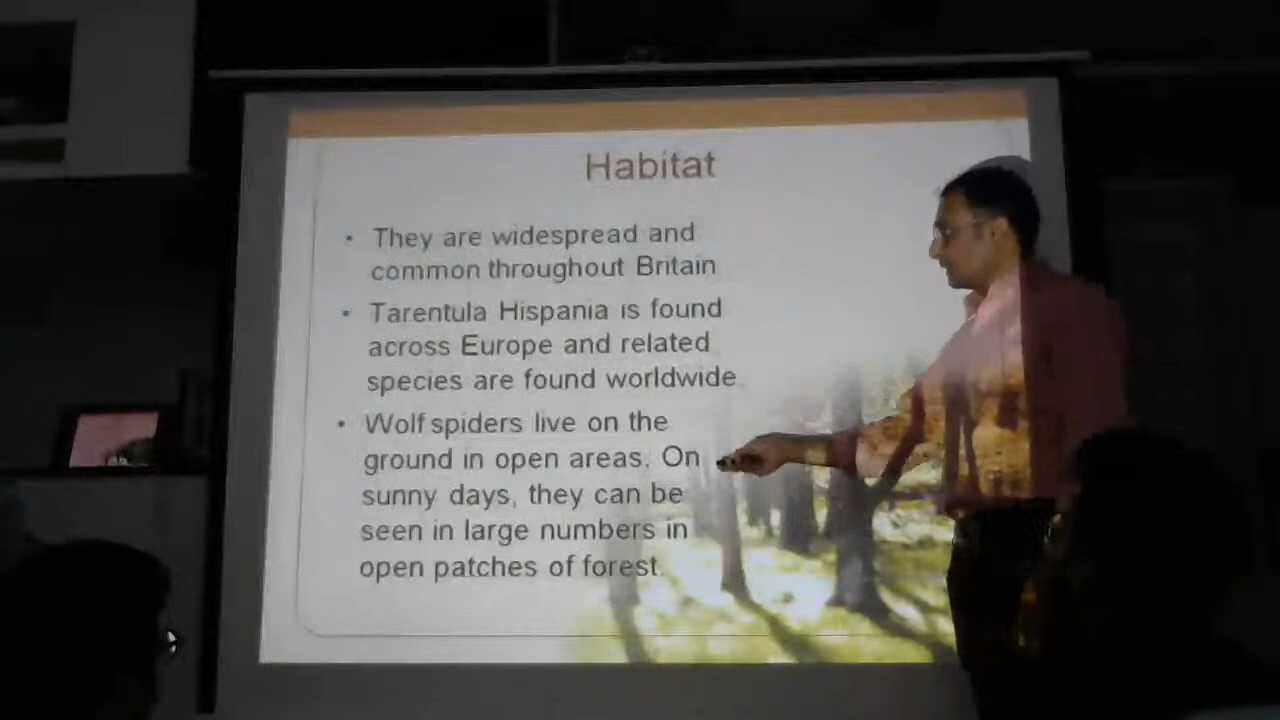 Habitat
• They are widespread and
common throughout Britain
• Tarentula Hispania is found
across Europe and related
species are found worldwide.
• Wolf spiders live on the
ground in open areas. On
sunny days, they can be
seen in large numbers in
open patches of forest.